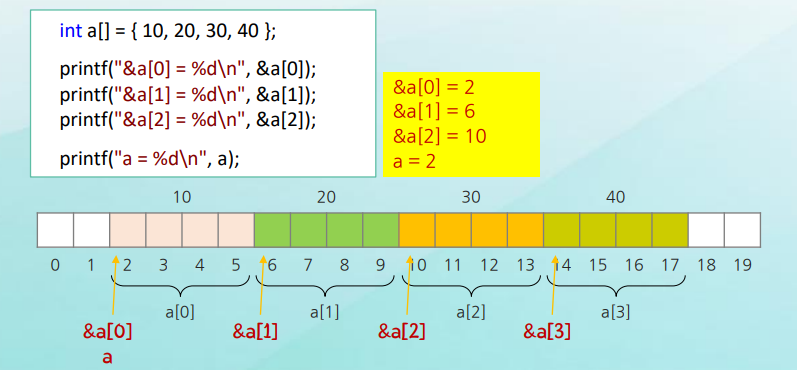 int a[] = { 10, 20, 30, 40 };
printf("&a[0] = %d\n", &a[0]);
printf("&a[1] = %d\n", &a[1]);
printf("&a[2] = %d\n", &a[2]);
printf("a = %d\n", a);
&a[0] = 2
&a[1] = 6
&a[2] = 10
a = 2
10 20 30 40
0 1 2 3 4 5 6 7 8 9 10 11 12 13 14 15 16 17 18 19
a[0] a[1] a[2] a[3]
&a[0] &a[1] &a[2] &a[3]
a